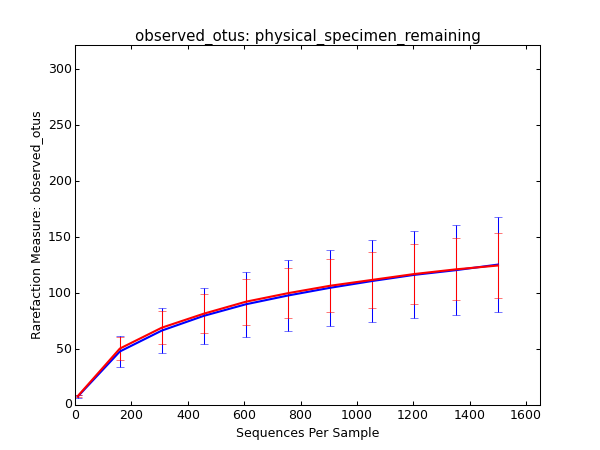 observed_otus: physical_specimen_remaining
300
250
200
150
100
50
0
Rarefaction Measure: observed_otus
0 200 400 600 800 1000 1200 1400 1600
Sequences Per Sample